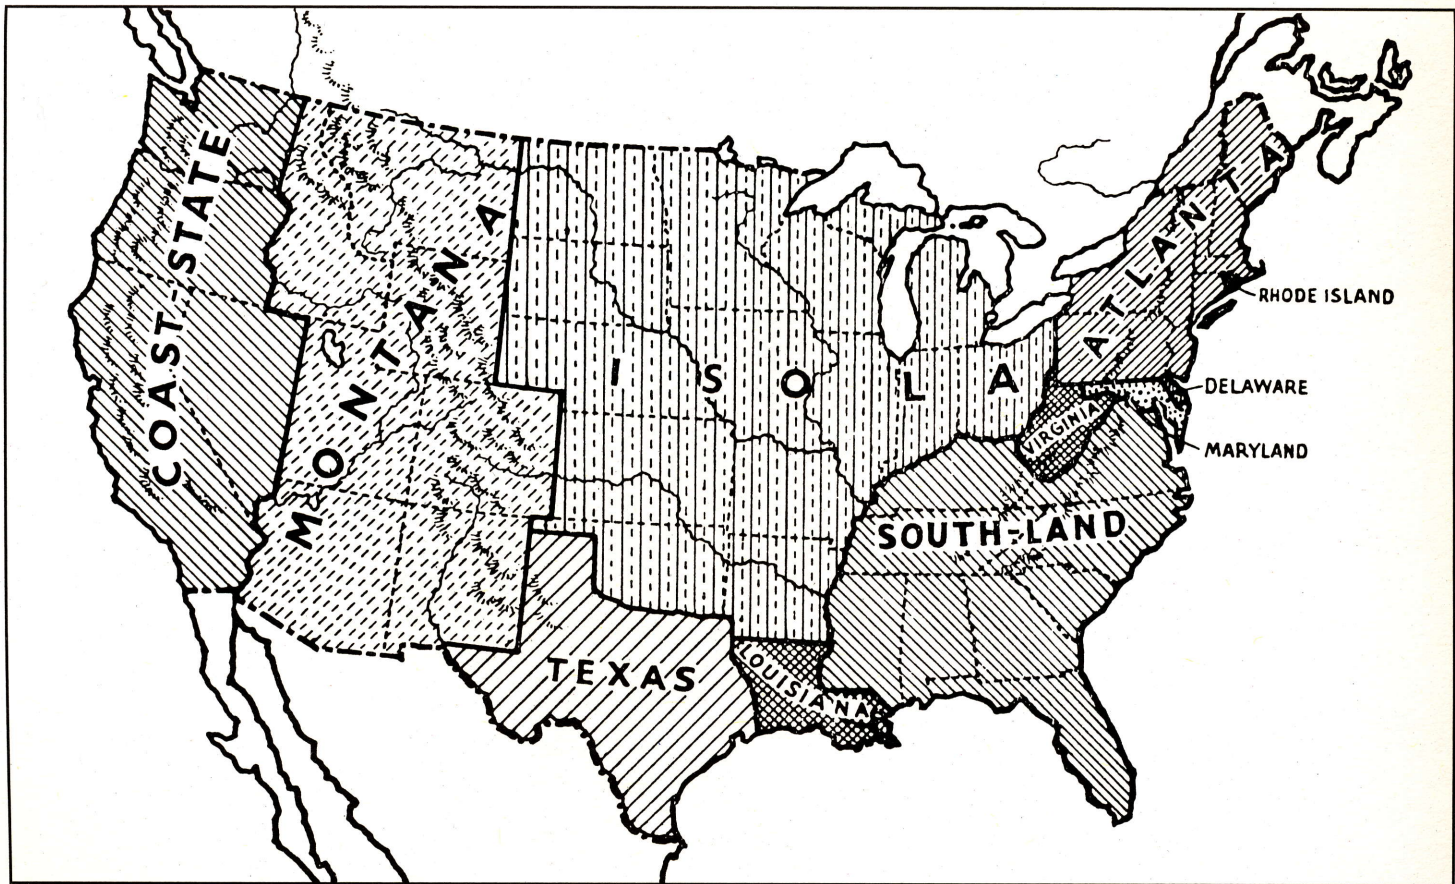 COAST-STATE
MONTANA
ISOLA
ATLANTA
RHODE ISLAND
DELAWARE
MARYLAND
VIRGINIA
SOUTH-LAND
TEXAS
LOUISIANA